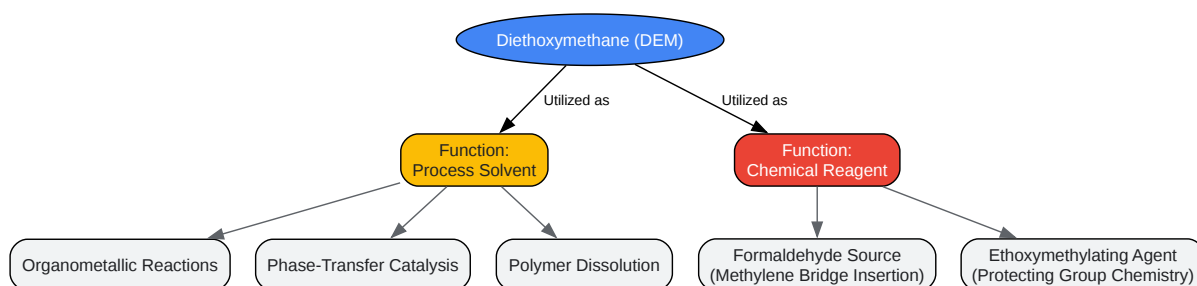 Diethoxymethane (DEM)
Utilized as
Utilized as
Function:
Process Solvent
Function:
Chemical Reagent
Organometallic Reactions
Phase-Transfer Catalysis
Polymer Dissolution
Formaldehyde Source
(Methylene Bridge Insertion)
Ethoxymethylating Agent
(Protecting Group Chemistry)